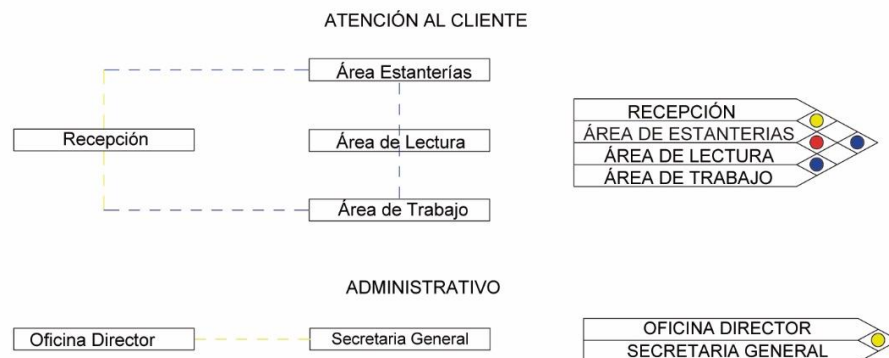 ATENCIÓN AL CLIENTE
Área Estanterías
Recepción
Área de Lectura
Área de Trabajo
RECEPCIÓN
ÁREA DE ESTANTERIAS
ÁREA DE LECTURA
ÁREA DE TRABAJO
ADMINISTRATIVO
Oficina Director
Secretaria General
OFICINA DIRECTOR
SECRETARIA GENERAL